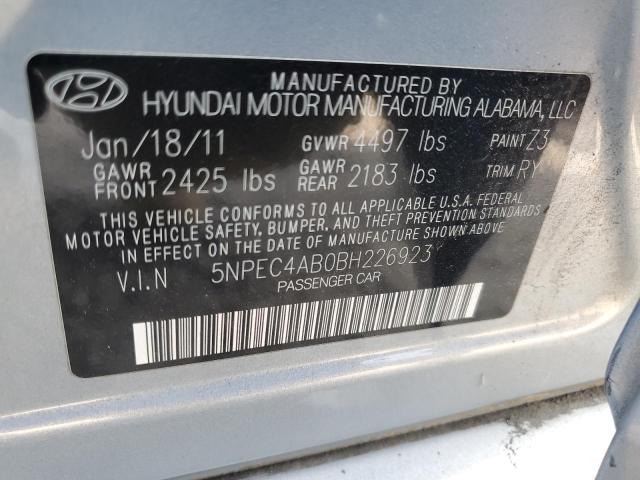 MANUFACTURED BY
HYUNDAI MOTOR MANUFACTURING ALABAMA, LLC
Jan/18/11 GVWR 4497 lbs PAINT Z3
GAWR FRONT 2425 lbs GAWR REAR 2183 lbs TRIM RY
THIS VEHICLE CONFORMS TO ALL APPLICABLE U.S.A. FEDERAL
MOTOR VEHICLE SAFETY, BUMPER, AND THEFT PREVENTION STANDARDS
IN EFFECT ON THE DATE OF MANUFACTURE SHOWN ABOVE
V.I.N 5NPEC4AB0BH226923
PASSENGER CAR